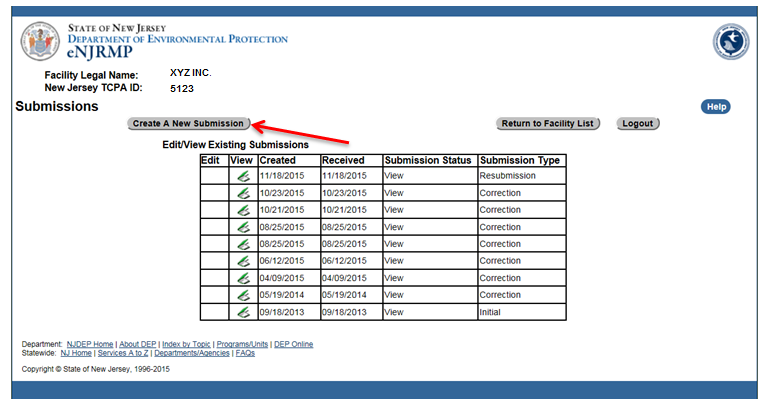 STATE OF NEW JERSEY
DEPARTMENT OF ENVIRONMENTAL PROTECTION
eNJRMP
Facility Legal Name: XYZ INC.
New Jersey TCPA ID: 5123
Submissions Help
Create A New Submission Return to Facility List Logout
Edit/View Existing Submissions
Edit View Created Received Submission Status Submission Type
11/18/2015 11/18/2015 View Resubmission
10/23/2015 10/23/2015 View Correction
10/21/2015 10/21/2015 View Correction
08/25/2015 08/25/2015 View Correction
08/25/2015 08/25/2015 View Correction
06/12/2015 06/12/2015 View Correction
04/09/2015 04/09/2015 View Correction
05/19/2014 05/19/2014 View Correction
09/18/2013 09/18/2013 View Initial
Department: NJDEP Home | About DEP | Index by Topic | Programs/Units | DEP Online
Statewide: NJ Home | Services A to Z | Departments/Agencies | FAQs
Copyright © State of New Jersey, 1996-2015